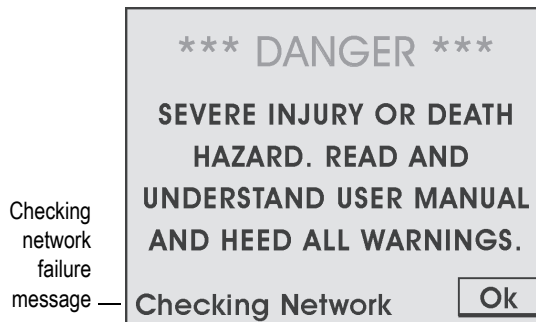 *** DANGER ***
SEVERE INJURY OR DEATH
HAZARD. READ AND
UNDERSTAND USER MANUAL
AND HEED ALL WARNINGS.
Checking
network
failure
message
Checking Network
Ok